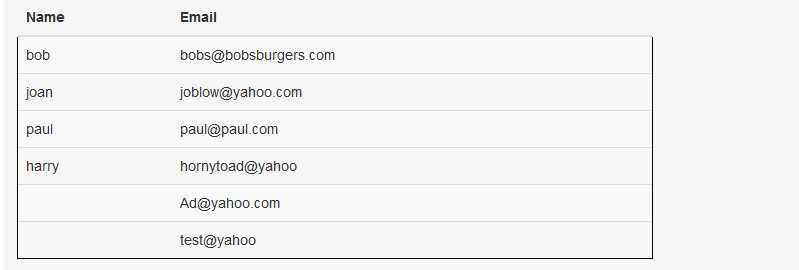 Name Email
bob bobs@bobsburgers.com
joan joblow@yahoo.com
paul paul@paul.com
harry hornytoad@yahoo
Ad@yahoo.com
test@yahoo